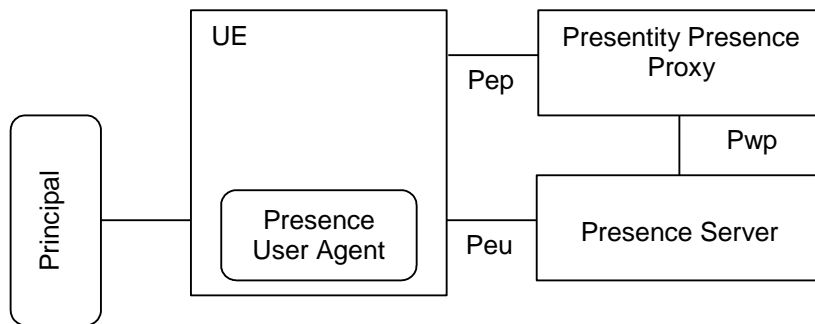 UE
Presentity Presence
Proxy
Pep
Pwp
Principal
Presence
User Agent
Peu
Presence Server